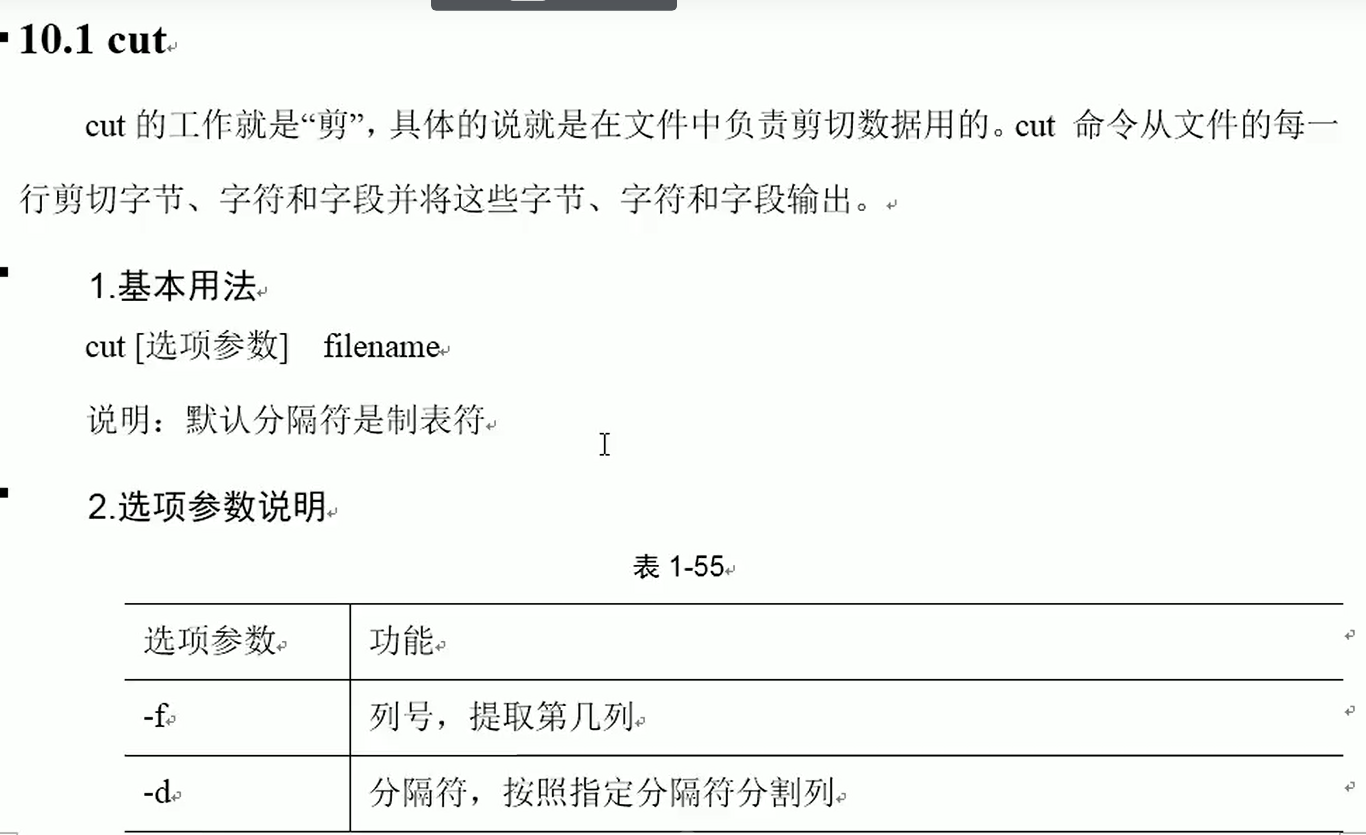 10.1 cut
cut 的工作就是“剪”，具体的说就是在文件中负责剪切数据用的。cut 命令从文件的每一
行剪切字节、字符和字段并将这些字节、字符和字段输出。
1.基本用法
cut [选项参数] filename
说明：默认分隔符是制表符
2.选项参数说明
表 1-55
选项参数 功能
-f 列号，提取第几列
-d 分隔符，按照指定分隔符分割列